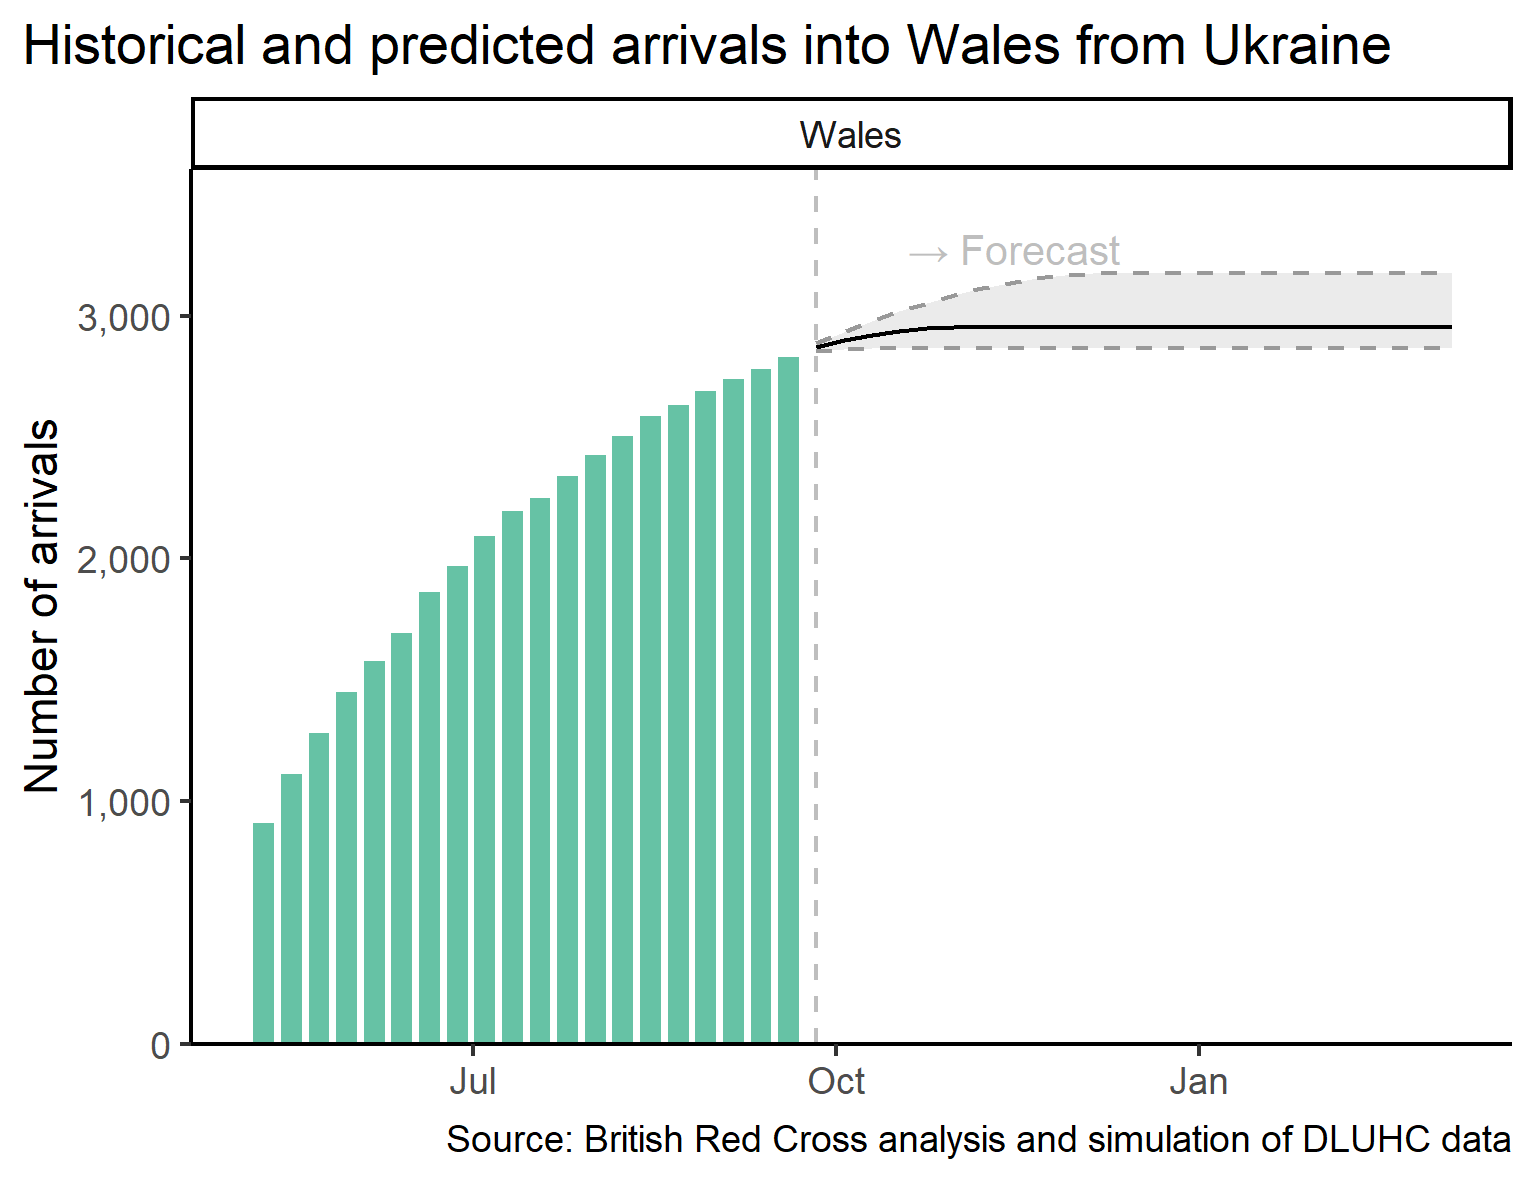 Historical and predicted arrivals into Wales from Ukraine
Wales
→ Forecast
Number of arrivals
3,000
2,000
1,000
0
Jul
Oct
Jan
Source: British Red Cross analysis and simulation of DLUHC data